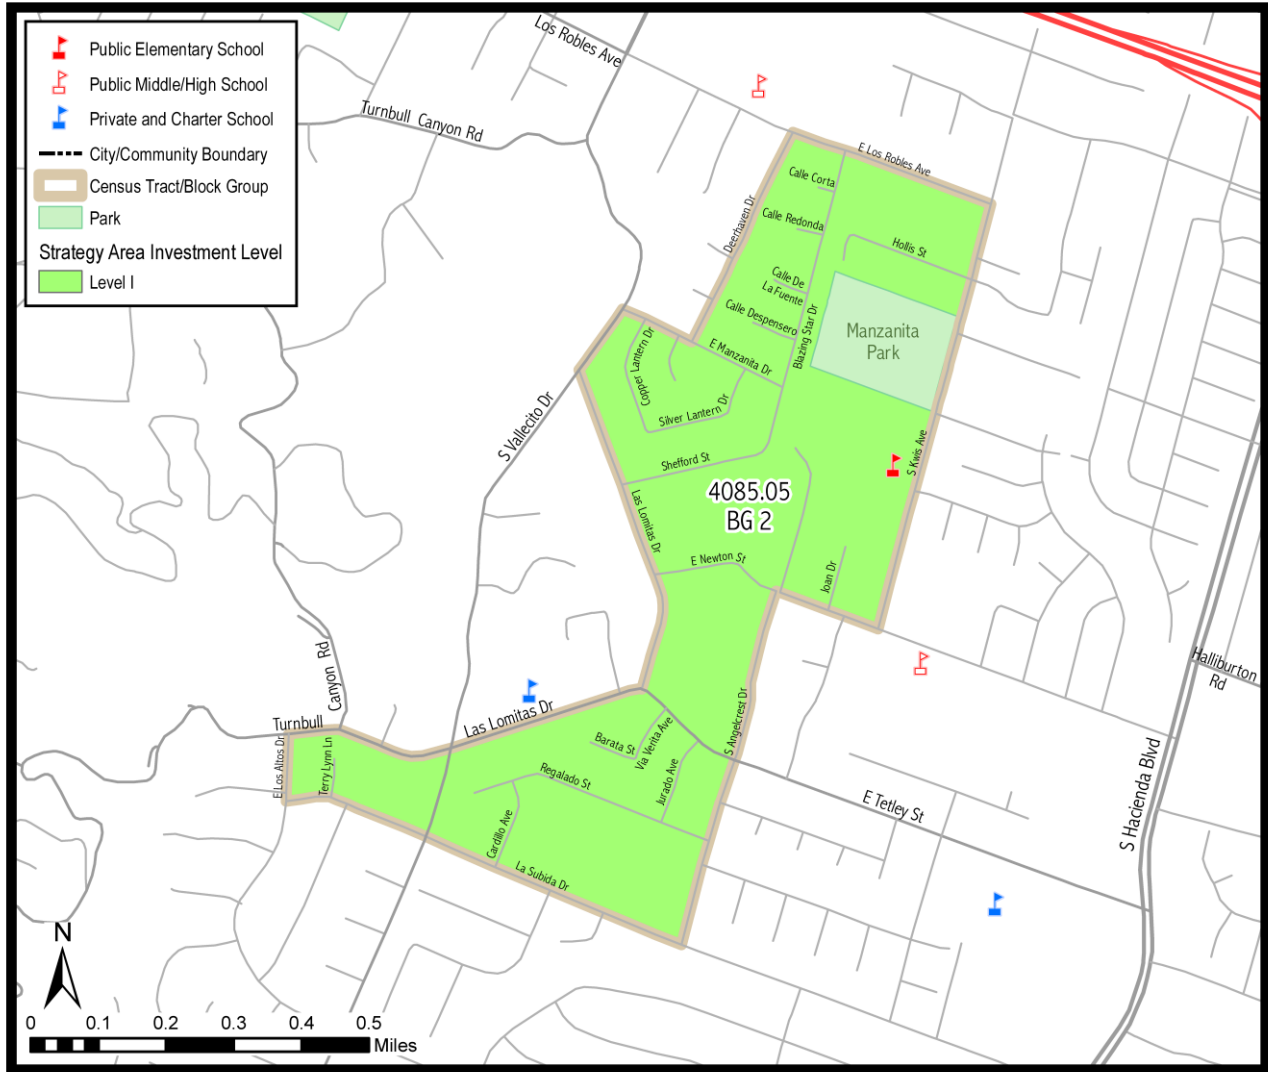 Public Elementary School
Public Middle/High School
Private and Charter School
City/Community Boundary
Census Tract/Block Group
Park
Strategy Area Investment Level
Level I
Los Robles Ave
Turnbull Canyon Rd
E Los Robles Ave
Calle Corta
Deerhaven Dr
Calle Redonda
Hollis St
Calle De
La Fuente
Calle Despensero
Blazing Star Dr
Manzanita
Park
E Manzanita Dr
Copper Lantern Dr
Silver Lantern Dr
S Vallecito Dr
Shefford St
S Kwis Ave
4085.05
BG 2
Las Lomitas Dr
E Newton St
Joan Dr
Turnbull
Canyon Rd
Halliburton
Rd
Las Lomitas Dr
S Angelcrest Dr
E Los Altos Dr
Terry Lynn Ln
Barata St
Via Verita Ave
Jurado Ave
Regalado St
Cardillo Ave
La Subida Dr
E Tetley St
S Hacienda Blvd
N
0 0.1 0.2 0.3 0.4 0.5
Miles